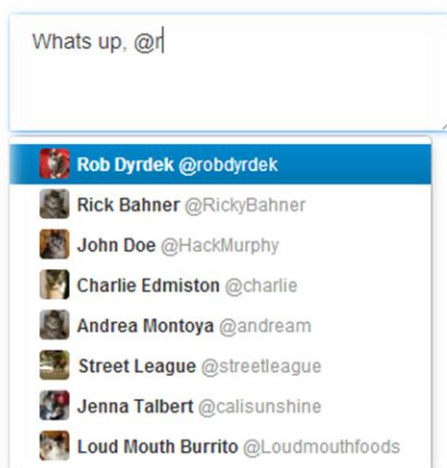 Whats up, @r
Rob Dyrdek @robdyrdek
Rick Bahner @RickyBahner
John Doe @HackMurphy
Charlie Edmiston @charlie
Andrea Montoya @andream
Street League @streetleague
Jenna Talbert @calisunshine
Loud Mouth Burrito @Loudmouthfoods